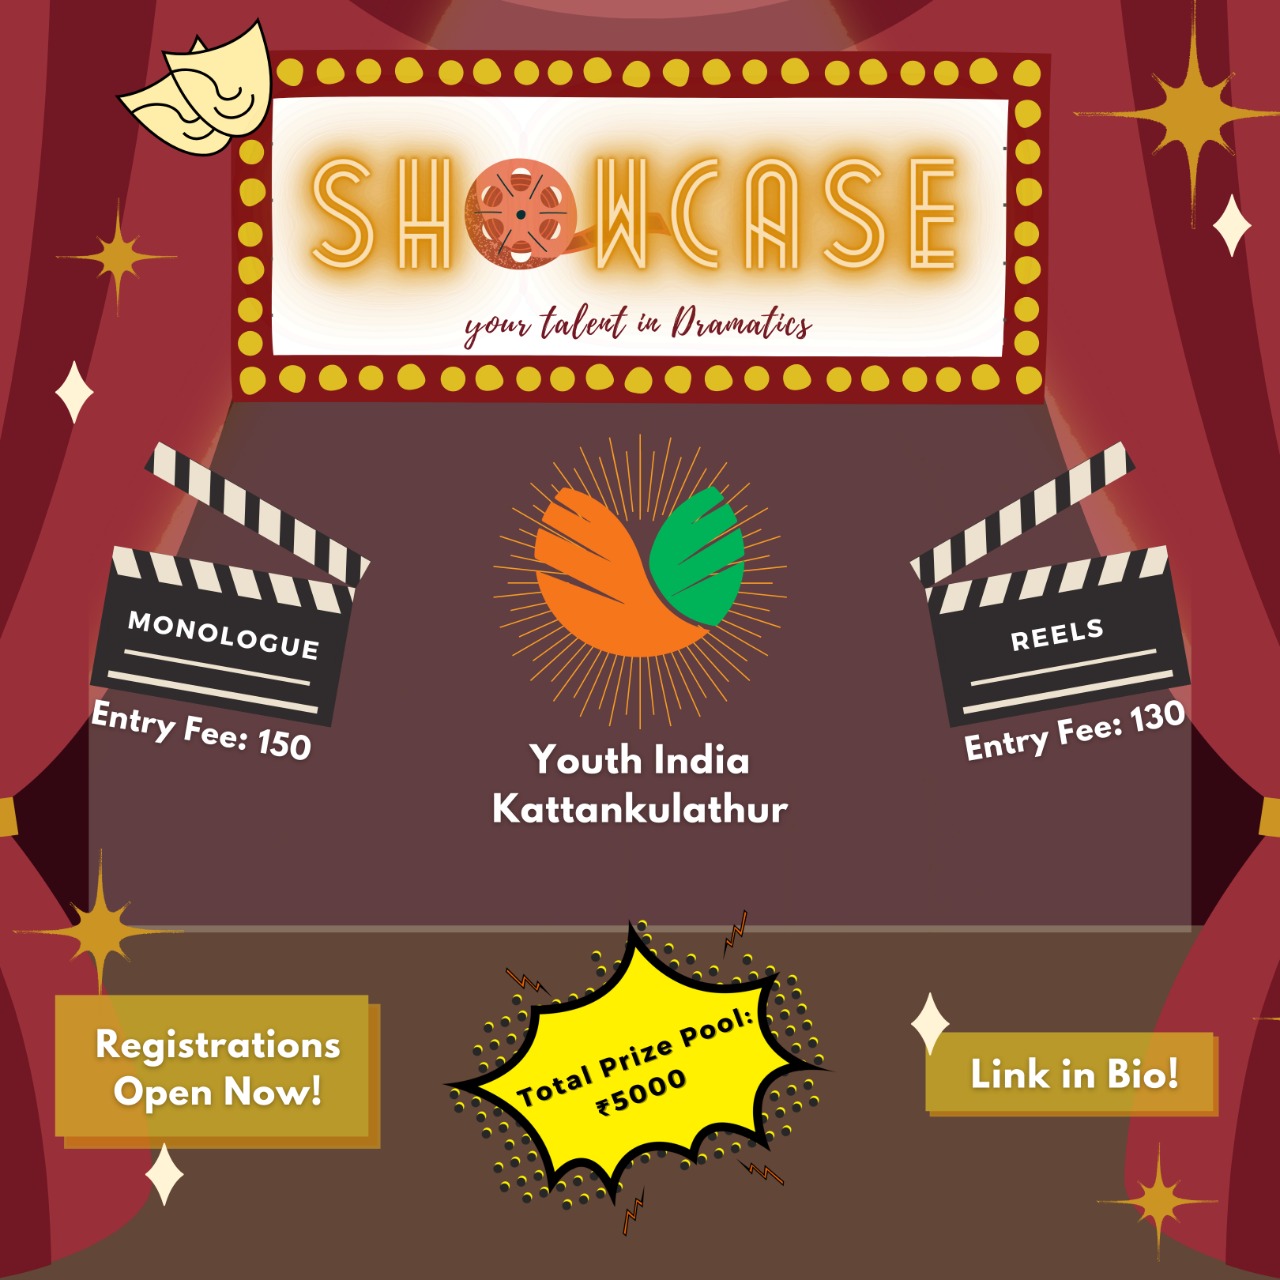 SHOWCASE
your talent in Dramatics
MONOLOGUE
Entry Fee: 150
REELS
Entry Fee: 130
Youth India
Kattankulathur
Registrations
Open Now!
Total Prize Pool:
₹5000
Link in Bio!